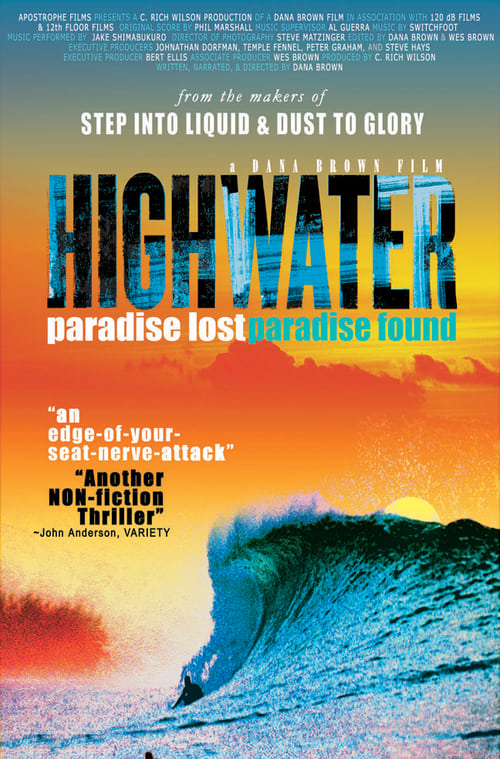 APOSTROPHE FILMS PRESENTS A C. RICH WILSON PRODUCTION OF A DANA BROWN FILM IN ASSOCIATION WITH 120 dB FILMS
& 12th FLOOR FILMS ORIGINAL SCORE BY PHIL MARSHALL MUSIC SUPERVISOR AL GUERRA MUSIC BY SWITCHFOOT
MUSIC PERFORMED BY JAKE SHIMABUKURO DIRECTOR OF PHOTOGRAPHY STEVE MATZINGER EDITED BY DANA BROWN & WES BROWN
EXECUTIVE PRODUCERS JOHNATHAN DORFMAN, TEMPLE FENNEL, PETER GRAHAM, AND STEVE HAYS
EXECUTIVE PRODUCER BERT ELLIS ASSOCIATE PRODUCER WES BROWN PRODUCED BY C. RICH WILSON
WRITTEN, NARRATED, & DIRECTED BY DANA BROWN
from the makers of
STEP INTO LIQUID & DUST TO GLORY
a DANA BROWN FILM
HIGHWATER
paradise lost paradise found
"an
edge-of-your-
seat-nerve-attack"
"Another
NON-fiction
Thriller"
~John Anderson, VARIETY